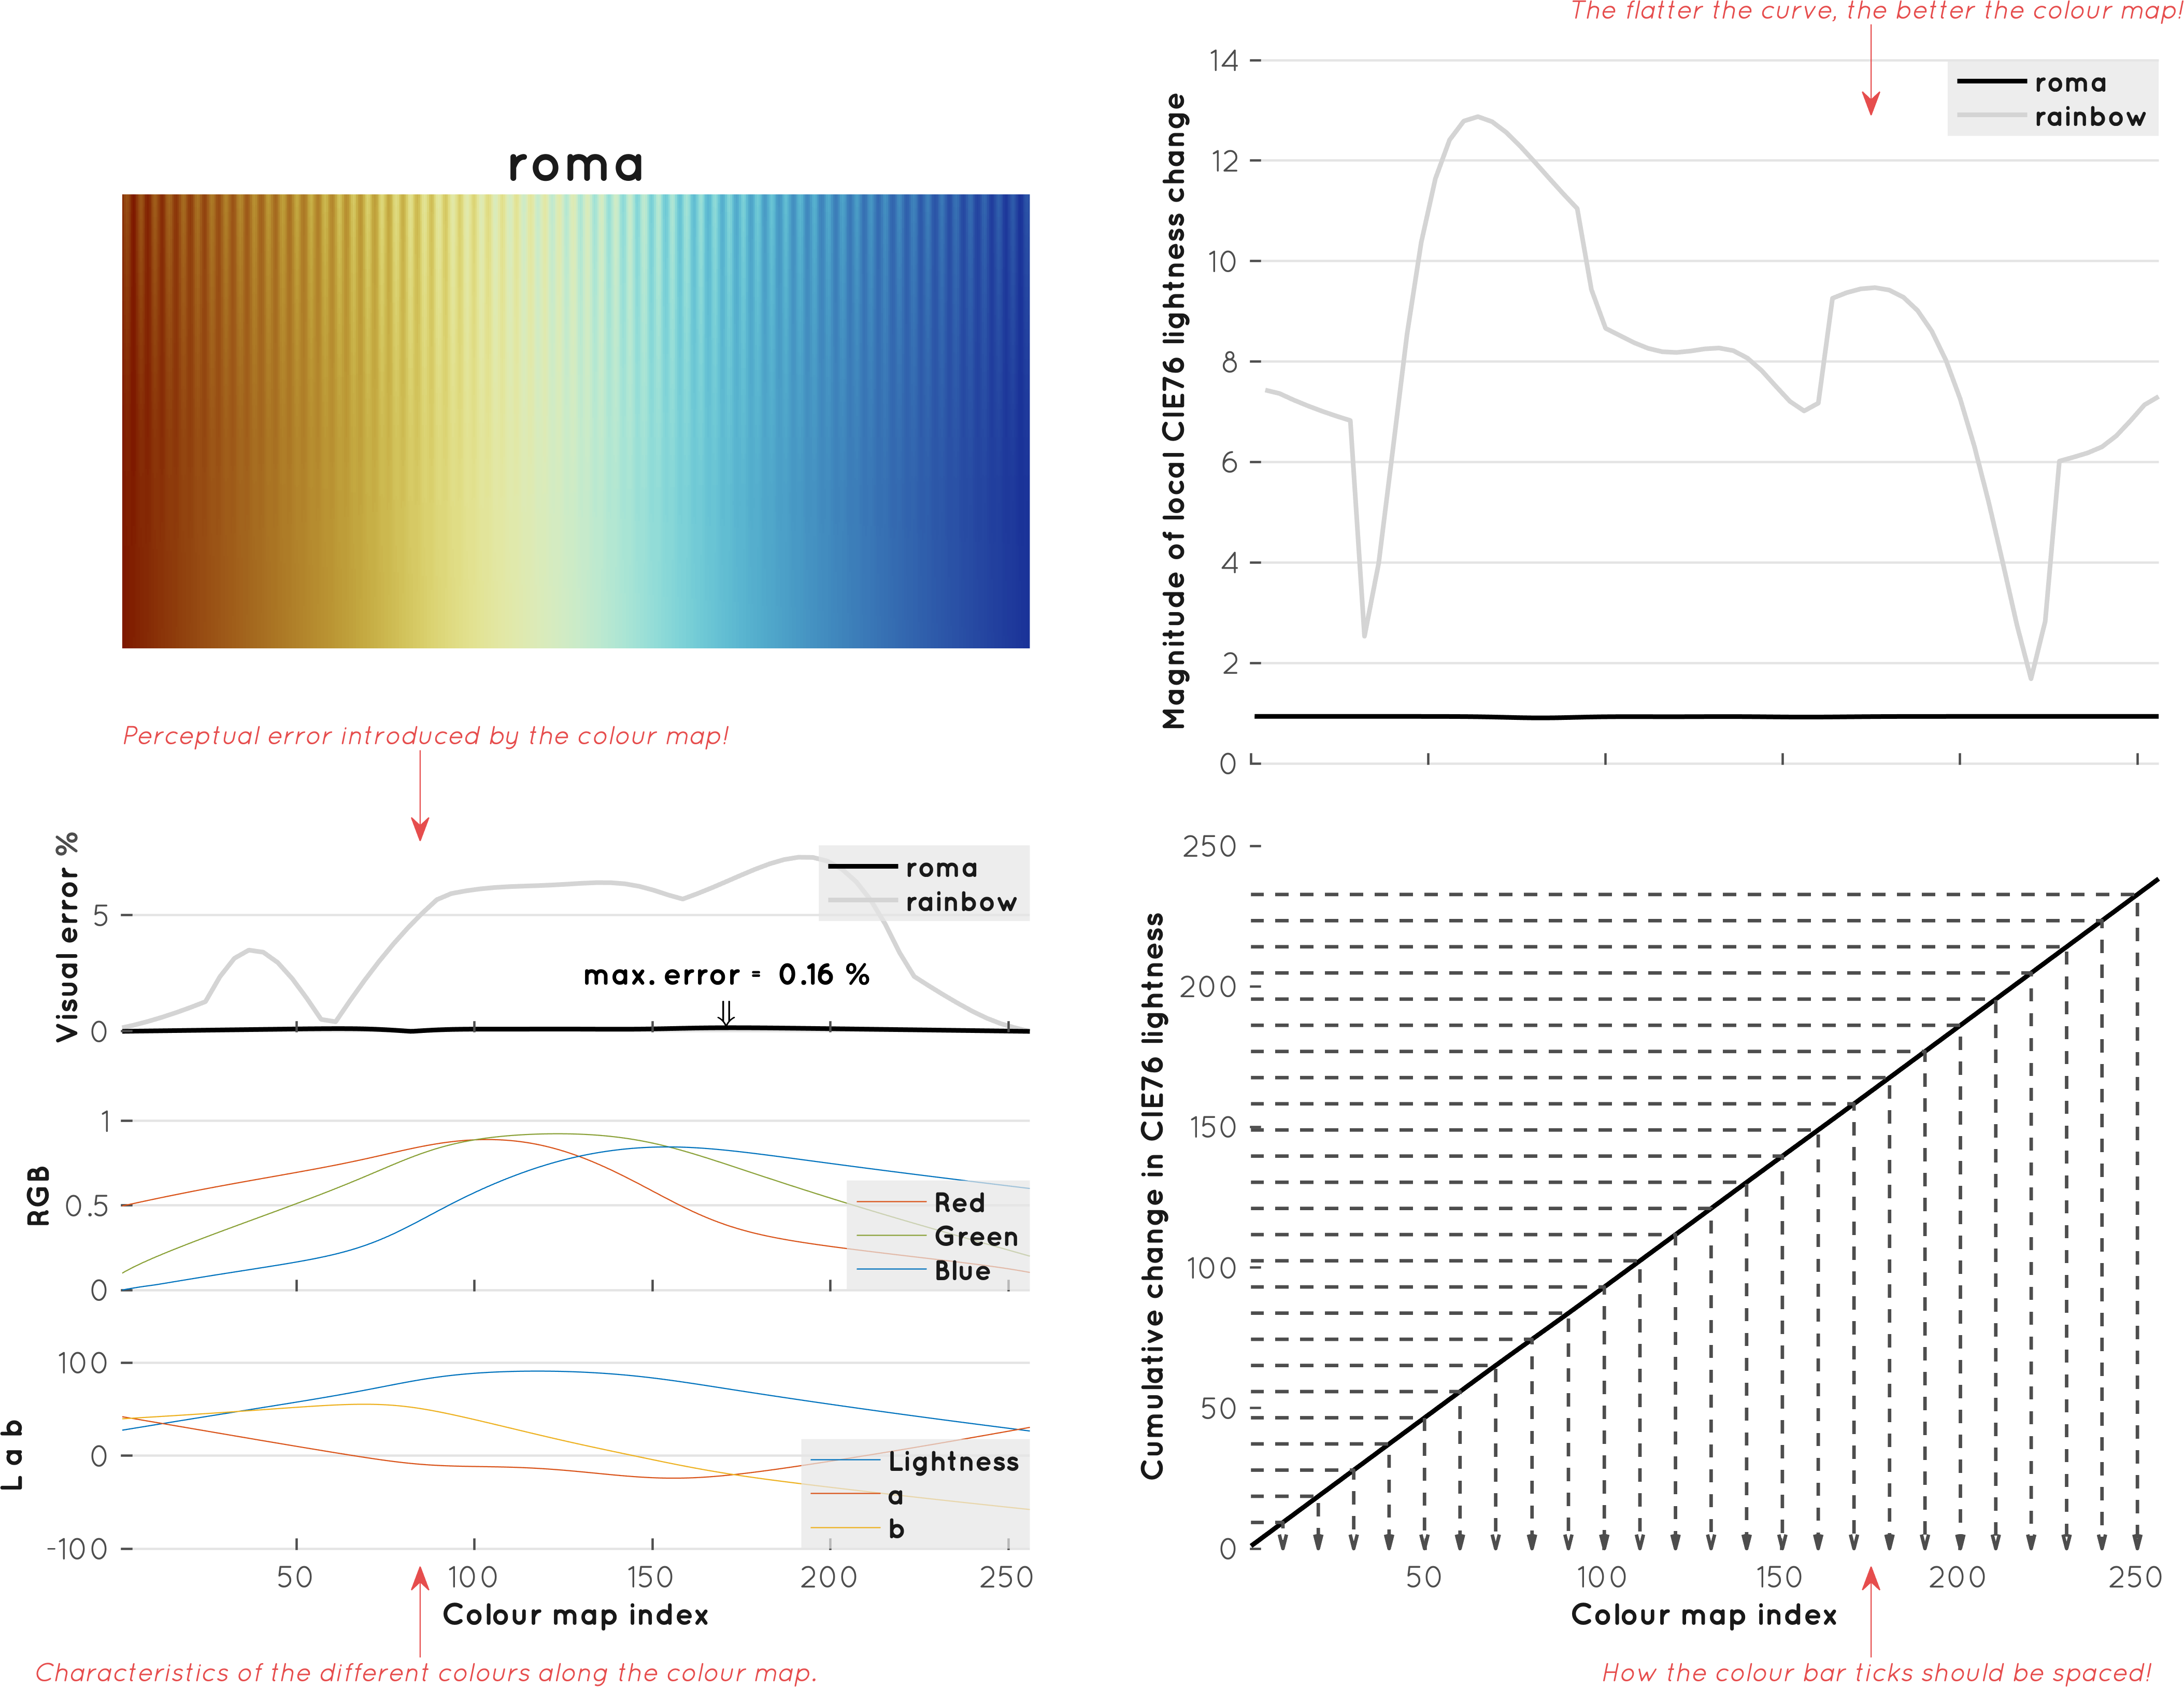 The flatter the curve, the better the colour map!
roma
Perceptual error introduced by the colour map!
Visual error %
5
0
roma
rainbow
max. error = 0.16 %
RGB
1
0.5
0
Red
Green
Blue
L a b
100
0
-100
Lightness
a
b
50
100
150
200
250
Colour map index
Characteristics of the different colours along the colour map.
Magnitude of local CIE76 lightness change
14
12
10
8
6
4
2
0
roma
rainbow
Cumulative change in CIE76 lightness
250
200
150
100
50
0
50
100
150
200
250
Colour map index
How the colour bar ticks should be spaced!